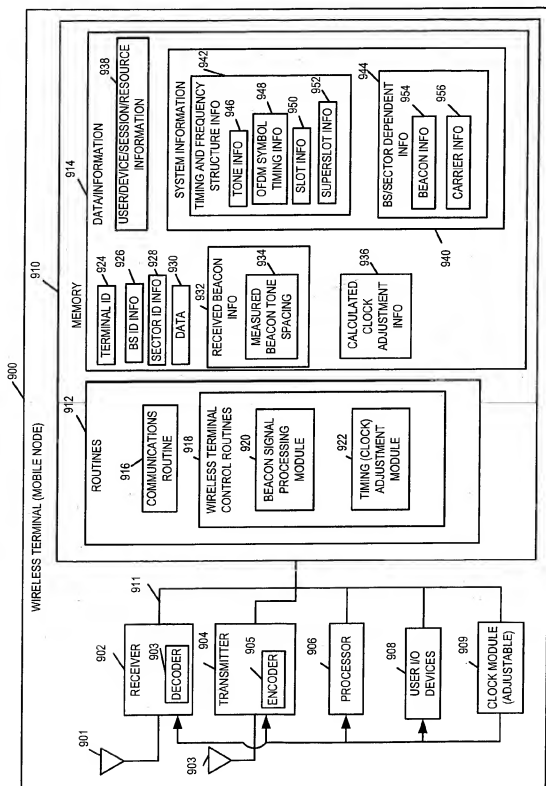 900
WIRELESS TERMINAL (MOBILE NODE)
901
902
RECEIVER
903
DECODER
903
904
TRANSMITTER
905
ENCODER
906
PROCESSOR
908
USER I/O
DEVICES
909
CLOCK MODULE
(ADJUSTABLE)
911
910
912
ROUTINES
916
COMMUNICATIONS
ROUTINE
918
WIRELESS TERMINAL
CONTROL ROUTINES
920
BEACON SIGNAL
PROCESSING
MODULE
922
TIMING (CLOCK)
ADJUSTMENT
MODULE
MEMORY
914
DATA/INFORMATION
924
TERMINAL ID
926
BS ID INFO
928
SECTOR ID INFO
930
DATA
932
RECEIVED BEACON
INFO
934
MEASURED
BEACON TONE
SPACING
936
CALCULATED
CLOCK
ADJUSTMENT
INFO
938
USER/DEVICE/SESSION/RESOURCE
INFORMATION
940
SYSTEM INFORMATION
942
TIMING AND FREQUENCY
STRUCTURE INFO
946
TONE INFO
948
OFDM SYMBOL
TIMING INFO
950
SLOT INFO
952
SUPERSLOT INFO
944
BS/SECTOR DEPENDENT
INFO
954
BEACON INFO
956
CARRIER INFO